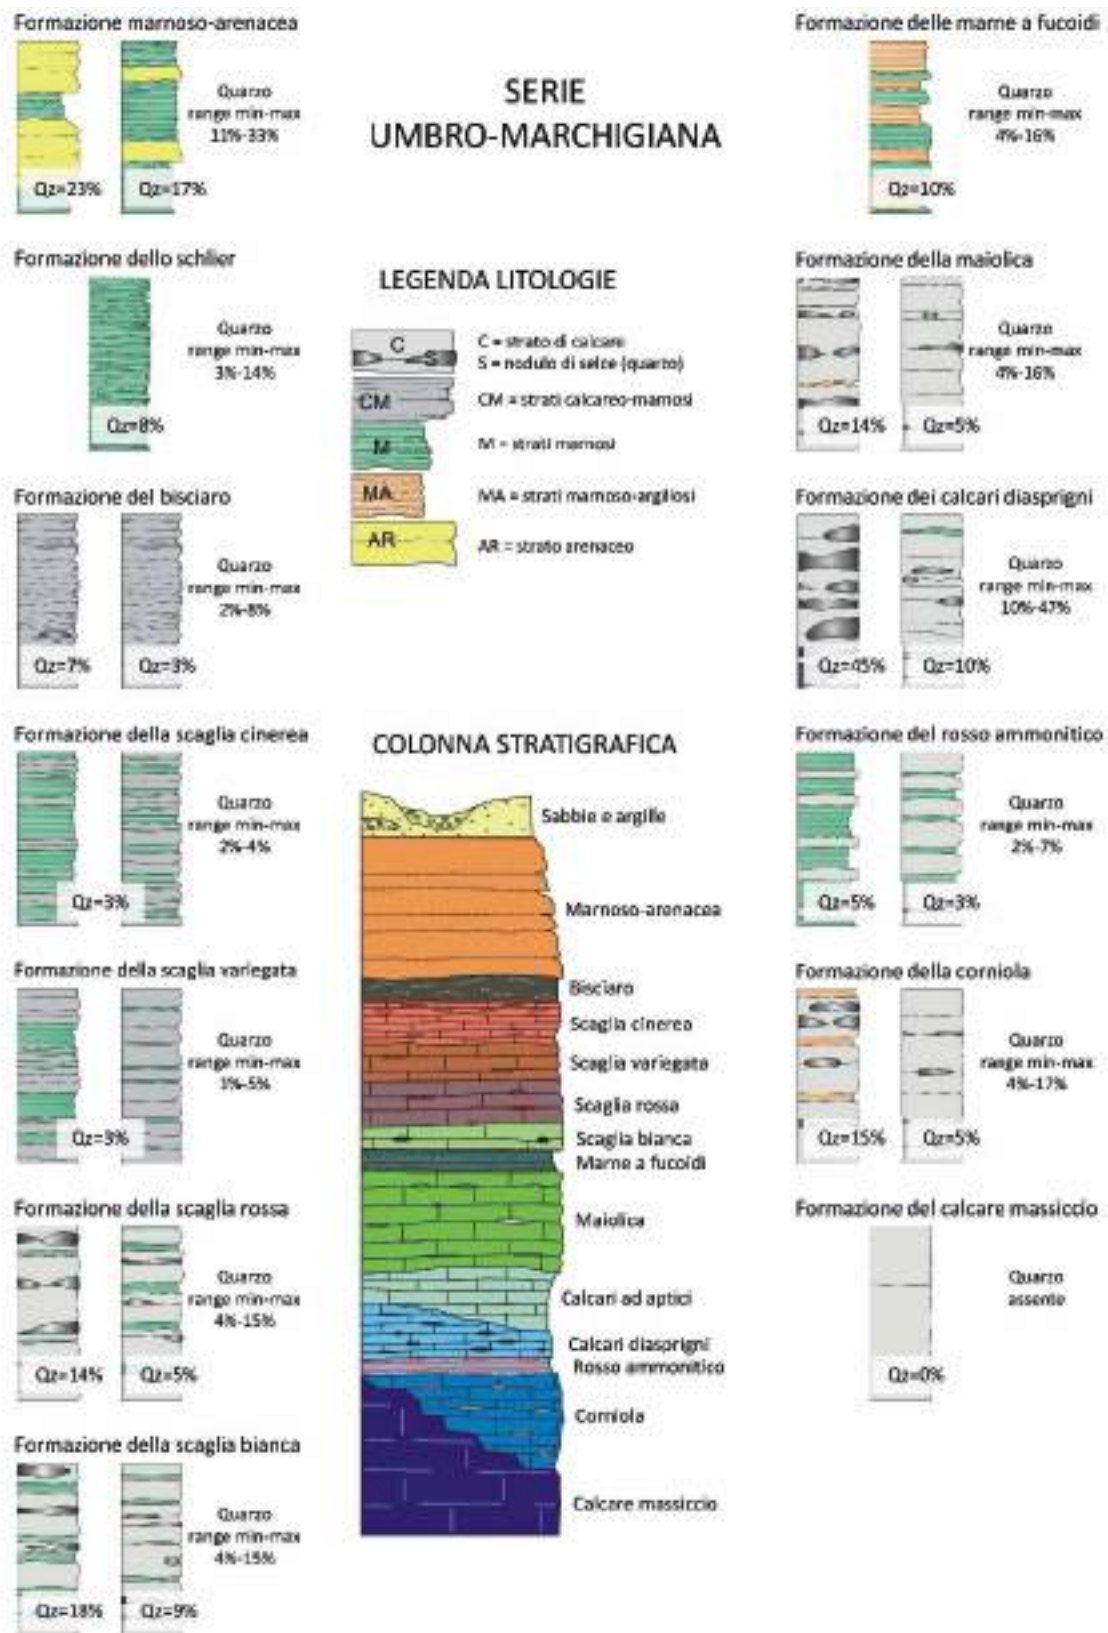 Formazione marnoso-arenacea
Quarzo
range min-max
11%-33%
Qz=23%
Qz=17%
Formazione dello schlier
Quarzo
range min-max
3%-14%
Qz=8%
Formazione del bisciaro
Quarzo
range min-max
2%-8%
Qz=7%
Qz=3%
Formazione della scaglia cinerea
Quarzo
range min-max
2%-4%
Qz=3%
Formazione della scaglia variegata
Quarzo
range min-max
1%-5%
Qz=3%
Formazione della scaglia rossa
Quarzo
range min-max
4%-15%
Qz=14%
Qz=5%
Formazione della scaglia bianca
Quarzo
range min-max
4%-15%
Qz=18%
Qz=9%
SERIE
UMBRO-MARCHIGIANA
LEGENDA LITOLOGIE
C
S
C = strato di calcare
S = nodulo di selce (quarzo)
CM
CM = strati calcareo-marnosi
M
M = strati marnosi
MA
MA = strati marnoso-argillosi
AR
AR = strato arenaceo
COLONNA STRATIGRAFICA
Sabbie e argille
Marnoso-arenacea
Bisciaro
Scaglia cinerea
Scaglia variegata
Scaglia rossa
Scaglia bianca
Marne a fucoidi
Maiolica
Calcari ad aptici
Calcari diasprigni
Rosso ammonitico
Corniola
Calcare massiccio
Formazione delle marne a fucoidi
Quarzo
range min-max
4%-16%
Qz=10%
Formazione della maiolica
Quarzo
range min-max
4%-16%
Qz=14%
Qz=5%
Formazione dei calcari diasprigni
Quarzo
range min-max
10%-47%
Qz=45%
Qz=10%
Formazione del rosso ammonitico
Quarzo
range min-max
2%-7%
Qz=5%
Qz=3%
Formazione della corniola
Quarzo
range min-max
4%-17%
Qz=15%
Qz=5%
Formazione del calcare massiccio
Quarzo
assente
Qz=0%